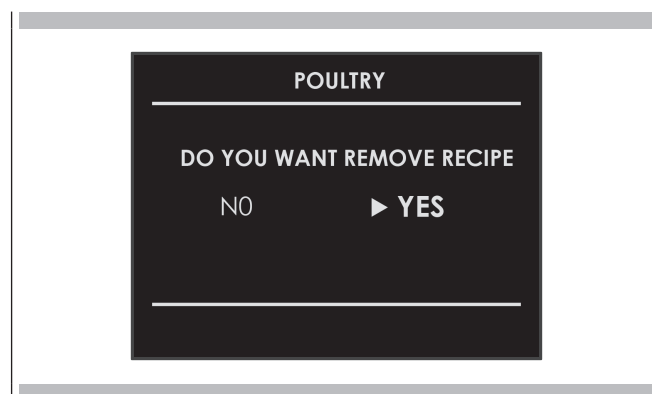 POULTRY
DO YOU WANT REMOVE RECIPE
N0 ▶ YES